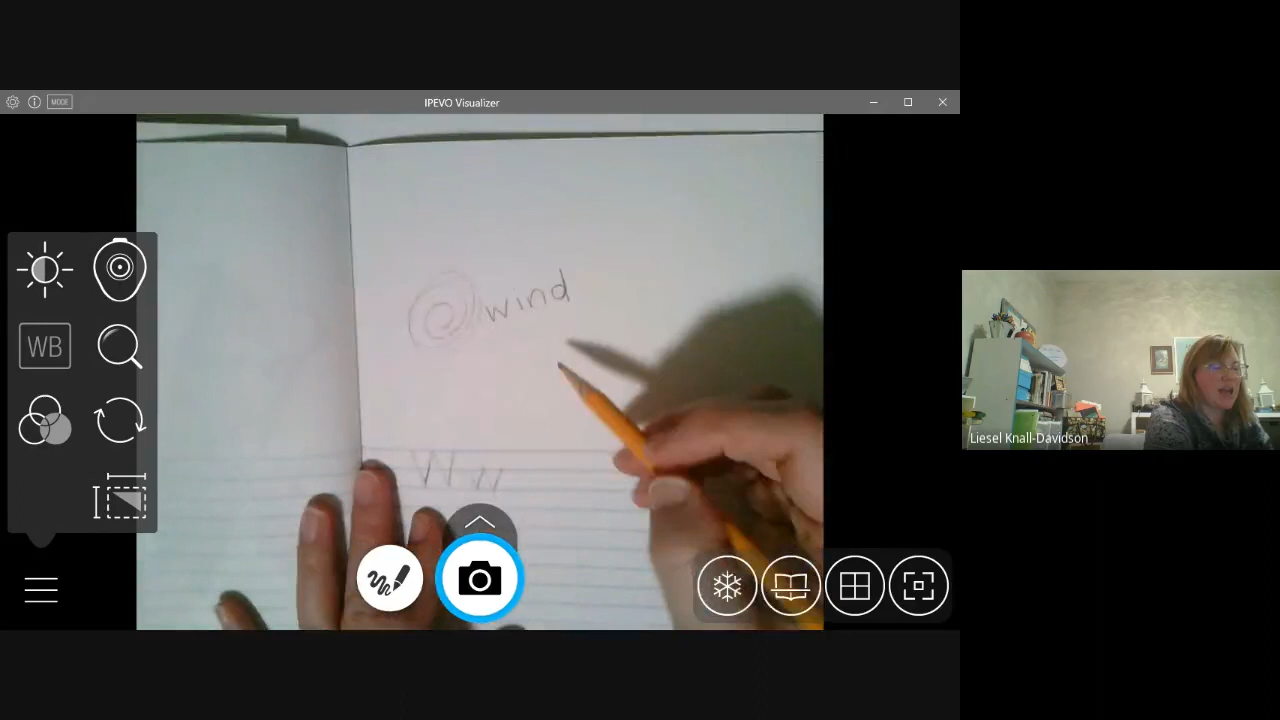 MODE
IPEVO Visualizer
wind
WB
W w
Liesel Knall-Davidson